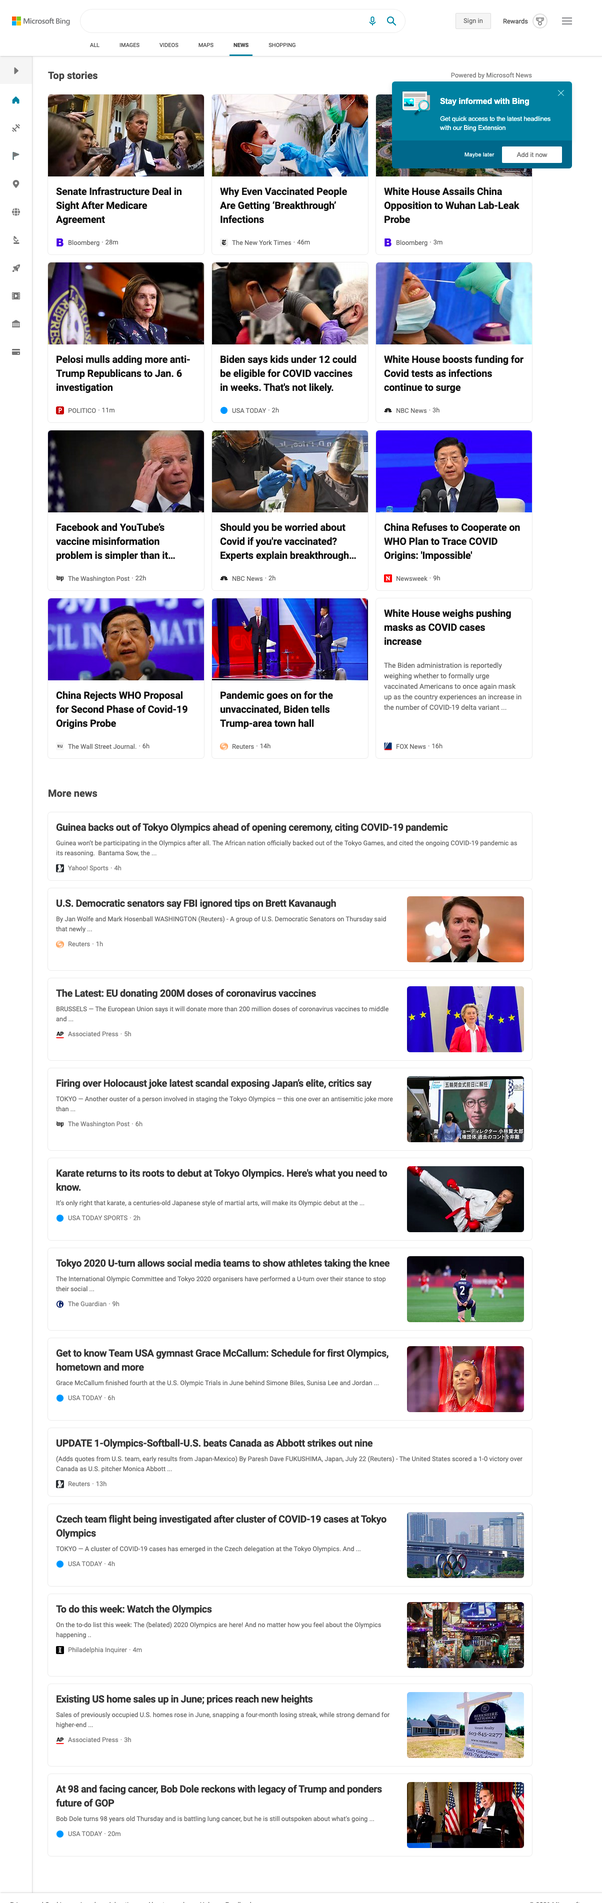 Microsoft Bing
Sign in
Rewards
ALL
IMAGES
VIDEOS
MAPS
NEWS
SHOPPING
Top stories
Powered by Microsoft News
Stay informed with Bing
Get quick access to the latest headlines
with our Bing Extension
Maybe later
Add it now
Senate Infrastructure Deal in
Sight After Medicare
Agreement
Bloomberg · 28m
Why Even Vaccinated People
Are Getting ‘Breakthrough’
Infections
The New York Times · 46m
White House Assails China
Opposition to Wuhan Lab-Leak
Probe
Bloomberg · 3m
Pelosi mulls adding more anti-
Trump Republicans to Jan. 6
investigation
POLITICO · 11m
Biden says kids under 12 could
be eligible for COVID vaccines
in weeks. That's not likely.
USA TODAY · 2h
White House boosts funding for
Covid tests as infections
continue to surge
NBC News · 3h
Facebook and YouTube's
vaccine misinformation
problem is simpler than it...
The Washington Post · 22h
Should you be worried about
Covid if you're vaccinated?
Experts explain breakthrough...
NBC News · 2h
China Refuses to Cooperate on
WHO Plan to Trace COVID
Origins: 'Impossible'
Newsweek · 9h
China Rejects WHO Proposal
for Second Phase of Covid-19
Origins Probe
The Wall Street Journal. · 6h
Pandemic goes on for the
unvaccinated, Biden tells
Trump-area town hall
Reuters · 14h
White House weighs pushing
masks as COVID cases
increase
The Biden administration is reportedly
weighing whether to formally urge
vaccinated Americans to once again mask
up as the country experiences an increase in
the number of COVID-19 delta variant ...
FOX News · 16h
More news
Guinea backs out of Tokyo Olympics ahead of opening ceremony, citing COVID-19 pandemic
Guinea won't be participating in the Olympics after all. The African nation officially backed out of the Tokyo Games, and cited the ongoing COVID-19 pandemic as
its reasoning. Bantama Sow, the ...
Yahoo! Sports · 4h
U.S. Democratic senators say FBI ignored tips on Brett Kavanaugh
By Jan Wolfe and Mark Hosenball WASHINGTON (Reuters) - A group of U.S. Democratic Senators on Thursday said
that newly ...
Reuters · 1h
The Latest: EU donating 200M doses of coronavirus vaccines
BRUSSELS — The European Union says it will donate more than 200 million doses of coronavirus vaccines to middle
and ...
Associated Press · 5h
Firing over Holocaust joke latest scandal exposing Japan's elite, critics say
TOKYO — Another ouster of a person involved in staging the Tokyo Olympics — this one over an antisemitic joke more
than ...
The Washington Post · 6h
Karate returns to its roots to debut at Tokyo Olympics. Here's what you need to
know.
It's only right that karate, a centuries-old Japanese style of martial arts, will make its Olympic debut at the ...
USA TODAY SPORTS · 2h
Tokyo 2020 U-turn allows social media teams to show athletes taking the knee
The International Olympic Committee and Tokyo 2020 organisers have performed a U-turn over their stance to stop
their social ...
The Guardian · 9h
Get to know Team USA gymnast Grace McCallum: Schedule for first Olympics,
hometown and more
Grace McCallum finished fourth at the U.S. Olympic Trials in June behind Simone Biles, Sunisa Lee and Jordan ...
USA TODAY · 6h
UPDATE 1-Olympics-Softball-U.S. beats Canada as Abbott strikes out nine
(Adds quotes from U.S. team, early results from Japan-Mexico) By Paresh Dave FUKUSHIMA, Japan, July 22 (Reuters) - The United States scored a 1-0 victory over
Canada as U.S. pitcher Monica Abbott ...
Reuters · 13h
Czech team flight being investigated after cluster of COVID-19 cases at Tokyo
Olympics
TOKYO — A cluster of COVID-19 cases has emerged in the Czech delegation at the Tokyo Olympics. And ...
USA TODAY · 4h
To do this week: Watch the Olympics
On the to-do list this week: The (belated) 2020 Olympics are here! And no matter how you feel about the Olympics
happening ...
Philadelphia Inquirer · 4m
Existing US home sales up in June; prices reach new heights
Sales of previously occupied U.S. homes rose in June, snapping a four-month losing streak, while strong demand for
higher-end ...
Associated Press · 3h
At 98 and facing cancer, Bob Dole reckons with legacy of Trump and ponders
future of GOP
Bob Dole turns 98 years old Thursday and is battling lung cancer, but he is still outspoken about what's going ...
USA TODAY · 20m